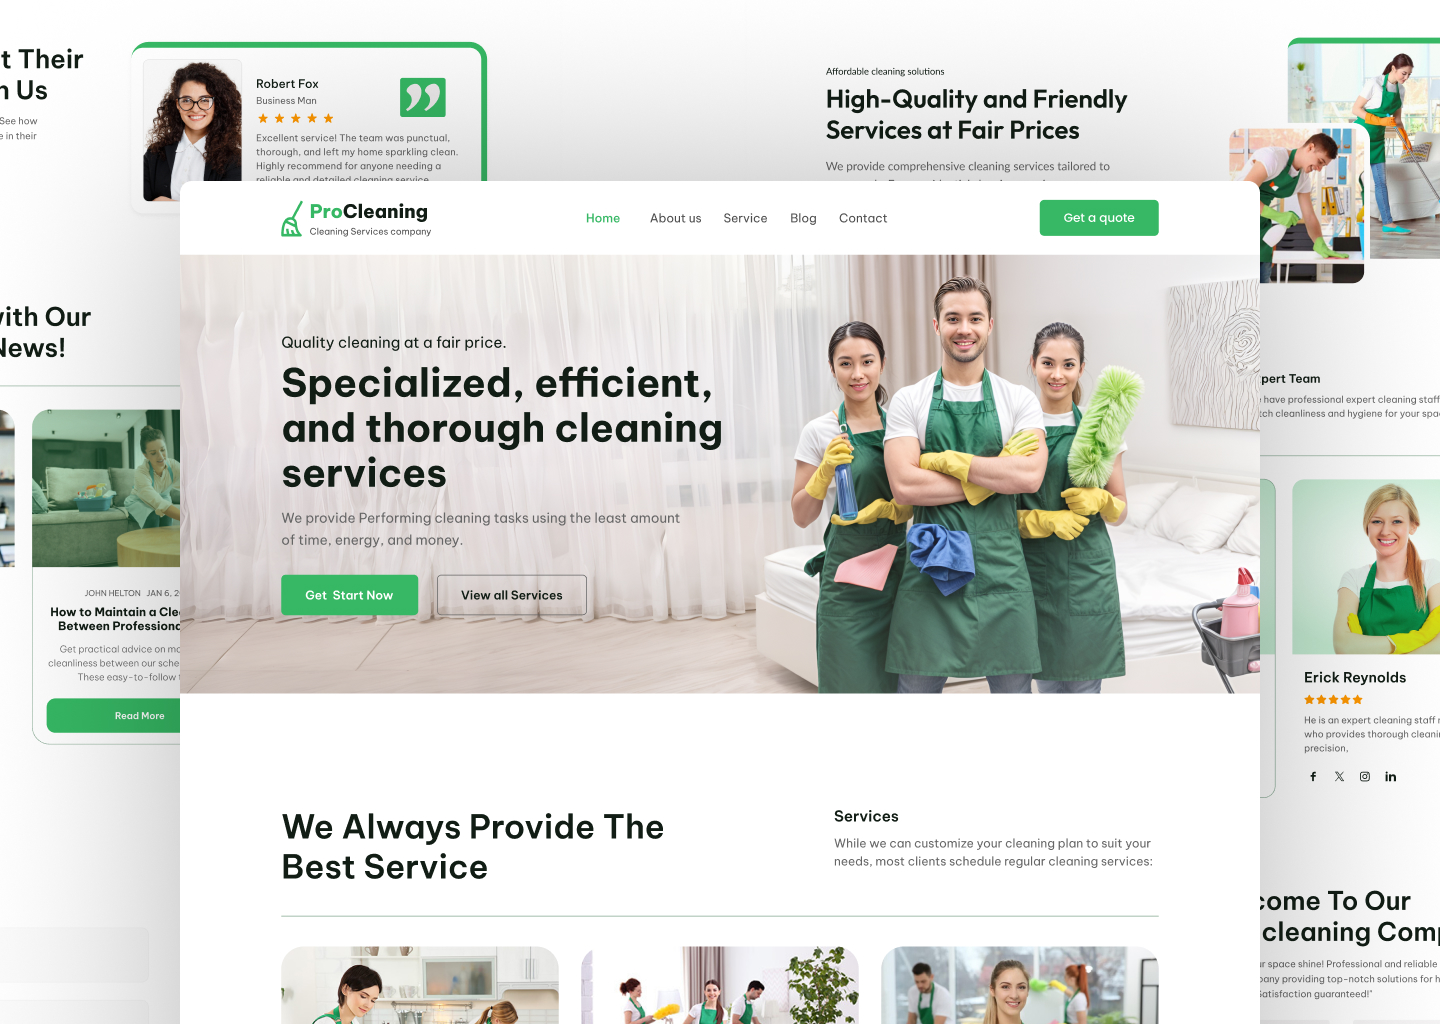 t Their
n Us
See how
e in their
Robert Fox
Business Man
Excellent service! The team was punctual,
thorough, and left my home sparkling clean.
Highly recommend for anyone needing a
reliable and detailed cleaning service
Affordable cleaning solutions
High-Quality and Friendly
Services at Fair Prices
We provide comprehensive cleaning services tailored to
ProCleaning
Cleaning Services company
Home
About us
Service
Blog
Contact
Get a quote
Quality cleaning at a fair price.
Specialized, efficient,
and thorough cleaning
services
We provide Performing cleaning tasks using the least amount
of time, energy, and money.
Get Start Now
View all Services
vith Our
News!
JOHN HELTON JAN 6, 2
How to Maintain a Cle
Between Professiona
Get practical advice on ma
cleanliness between our sche
These easy-to-follow
Read More
pert Team
have professional expert cleaning staff
tch cleanliness and hygiene for your spa
Erick Reynolds
He is an expert cleaning staff
who provides thorough cleani
precision,
We Always Provide The
Best Service
Services
While we can customize your cleaning plan to suit your
needs, most clients schedule regular cleaning services:
come To Our
cleaning Com
ur space shine! Professional and reliable
pany providing top-notch solutions for h
Satisfaction guaranteed!"